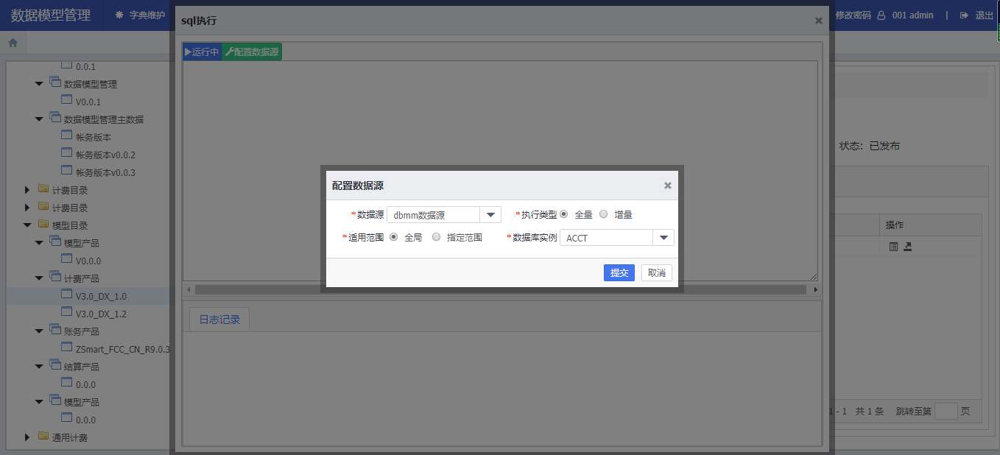 数据模型管理
字典维护
修改密码 001 admin | 退出
sql执行
运行中 配置数据源
0.0.1
数据模型管理
V0.0.1
数据模型管理主数据
帐务版本
帐务版本v0.0.2
帐务版本v0.0.3
计费目录
计费目录
模型目录
模型产品
V0.0.0
计费产品
V3.0_DX_1.0
V3.0_DX_1.2
账务产品
ZSmart_FCC_CN_R9.0.3
结算产品
0.0.0
模型产品
0.0.0
通用计费
配置数据源
*数据源 dbmm数据源 *执行类型 全量 增量
*适用范围 全局 指定范围 *数据库实例 ACCT
提交 取消
日志记录
状态：已发布
操作
1 - 1 共 1 条 跳转至第 页